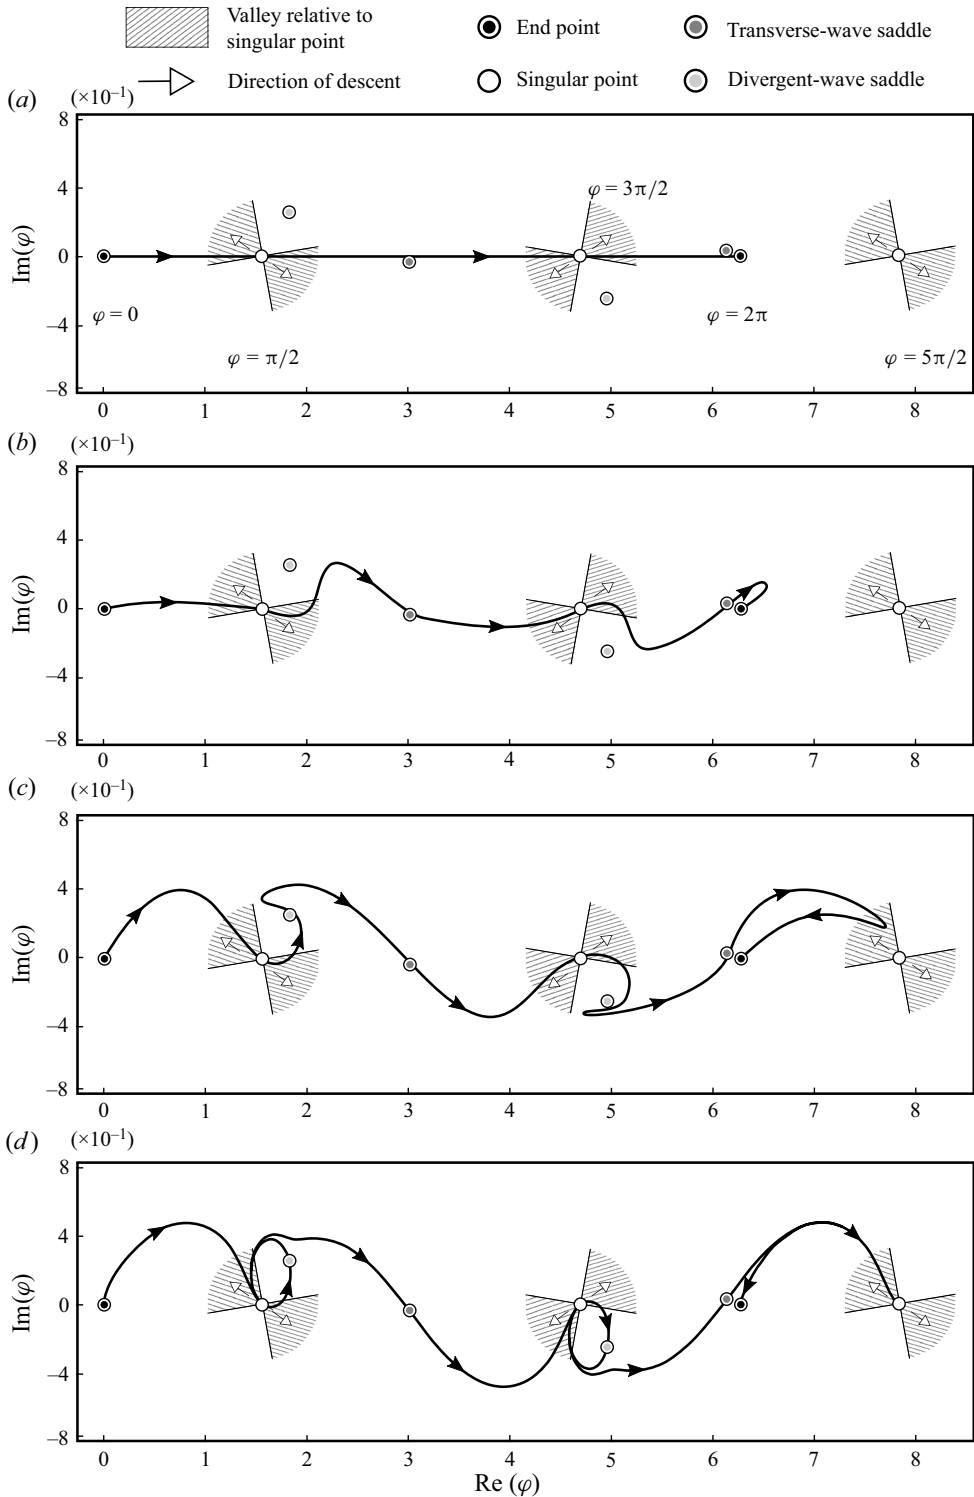 Valley relative to
singular point
End point
Transverse-wave saddle
Direction of descent
Singular point
Divergent-wave saddle
(a) (×10⁻¹)
8
4
φ = 3π/2
0
Im(φ)
φ = 0
φ = 2π
−4
φ = π/2
φ = 5π/2
−8
0 1 2 3 4 5 6 7 8
(b) (×10⁻¹)
8
4
0
Im(φ)
−4
−8
0 1 2 3 4 5 6 7 8
(c) (×10⁻¹)
8
4
0
Im(φ)
−4
−8
0 1 2 3 4 5 6 7 8
(d) (×10⁻¹)
8
4
0
Im(φ)
−4
−8
0 1 2 3 4 5 6 7 8
Re (φ)